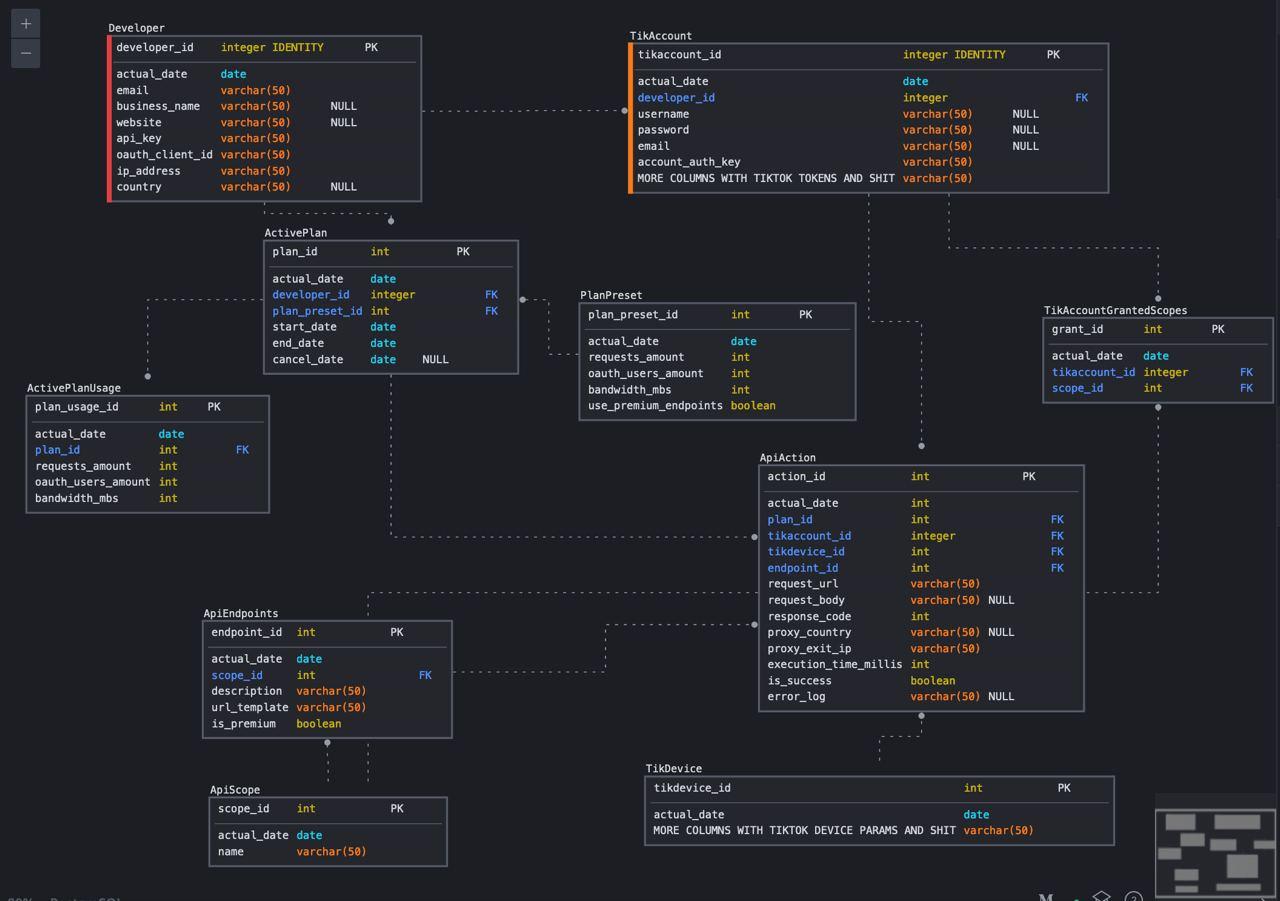 +
−
Developer
developer_id integer IDENTITY PK
actual_date date
email varchar(50)
business_name varchar(50) NULL
website varchar(50) NULL
api_key varchar(50)
oauth_client_id varchar(50)
ip_address varchar(50)
country varchar(50) NULL
TikAccount
tikaccount_id integer IDENTITY PK
actual_date date
developer_id integer FK
username varchar(50) NULL
password varchar(50) NULL
email varchar(50) NULL
account_auth_key varchar(50)
MORE COLUMNS WITH TIKTOK TOKENS AND SHIT varchar(50)
ActivePlan
plan_id int PK
actual_date date
developer_id integer FK
plan_preset_id int FK
start_date date
end_date date
cancel_date date NULL
PlanPreset
plan_preset_id int PK
actual_date date
requests_amount int
oauth_users_amount int
bandwidth_mbs int
use_premium_endpoints boolean
TikAccountGrantedScopes
grant_id int PK
actual_date date
tikaccount_id integer FK
scope_id int FK
ActivePlanUsage
plan_usage_id int PK
actual_date date
plan_id int FK
requests_amount int
oauth_users_amount int
bandwidth_mbs int
ApiAction
action_id int PK
actual_date int
plan_id int FK
tikaccount_id integer FK
tikdevice_id int FK
endpoint_id int FK
request_url varchar(50)
request_body varchar(50) NULL
response_code int
proxy_country varchar(50) NULL
proxy_exit_ip varchar(50)
execution_time_millis int
is_success boolean
error_log varchar(50) NULL
ApiEndpoints
endpoint_id int PK
actual_date date
scope_id int FK
description varchar(50)
url_template varchar(50)
is_premium boolean
ApiScope
scope_id int PK
actual_date date
name varchar(50)
TikDevice
tikdevice_id int PK
actual_date date
MORE COLUMNS WITH TIKTOK DEVICE PARAMS AND SHIT varchar(50)